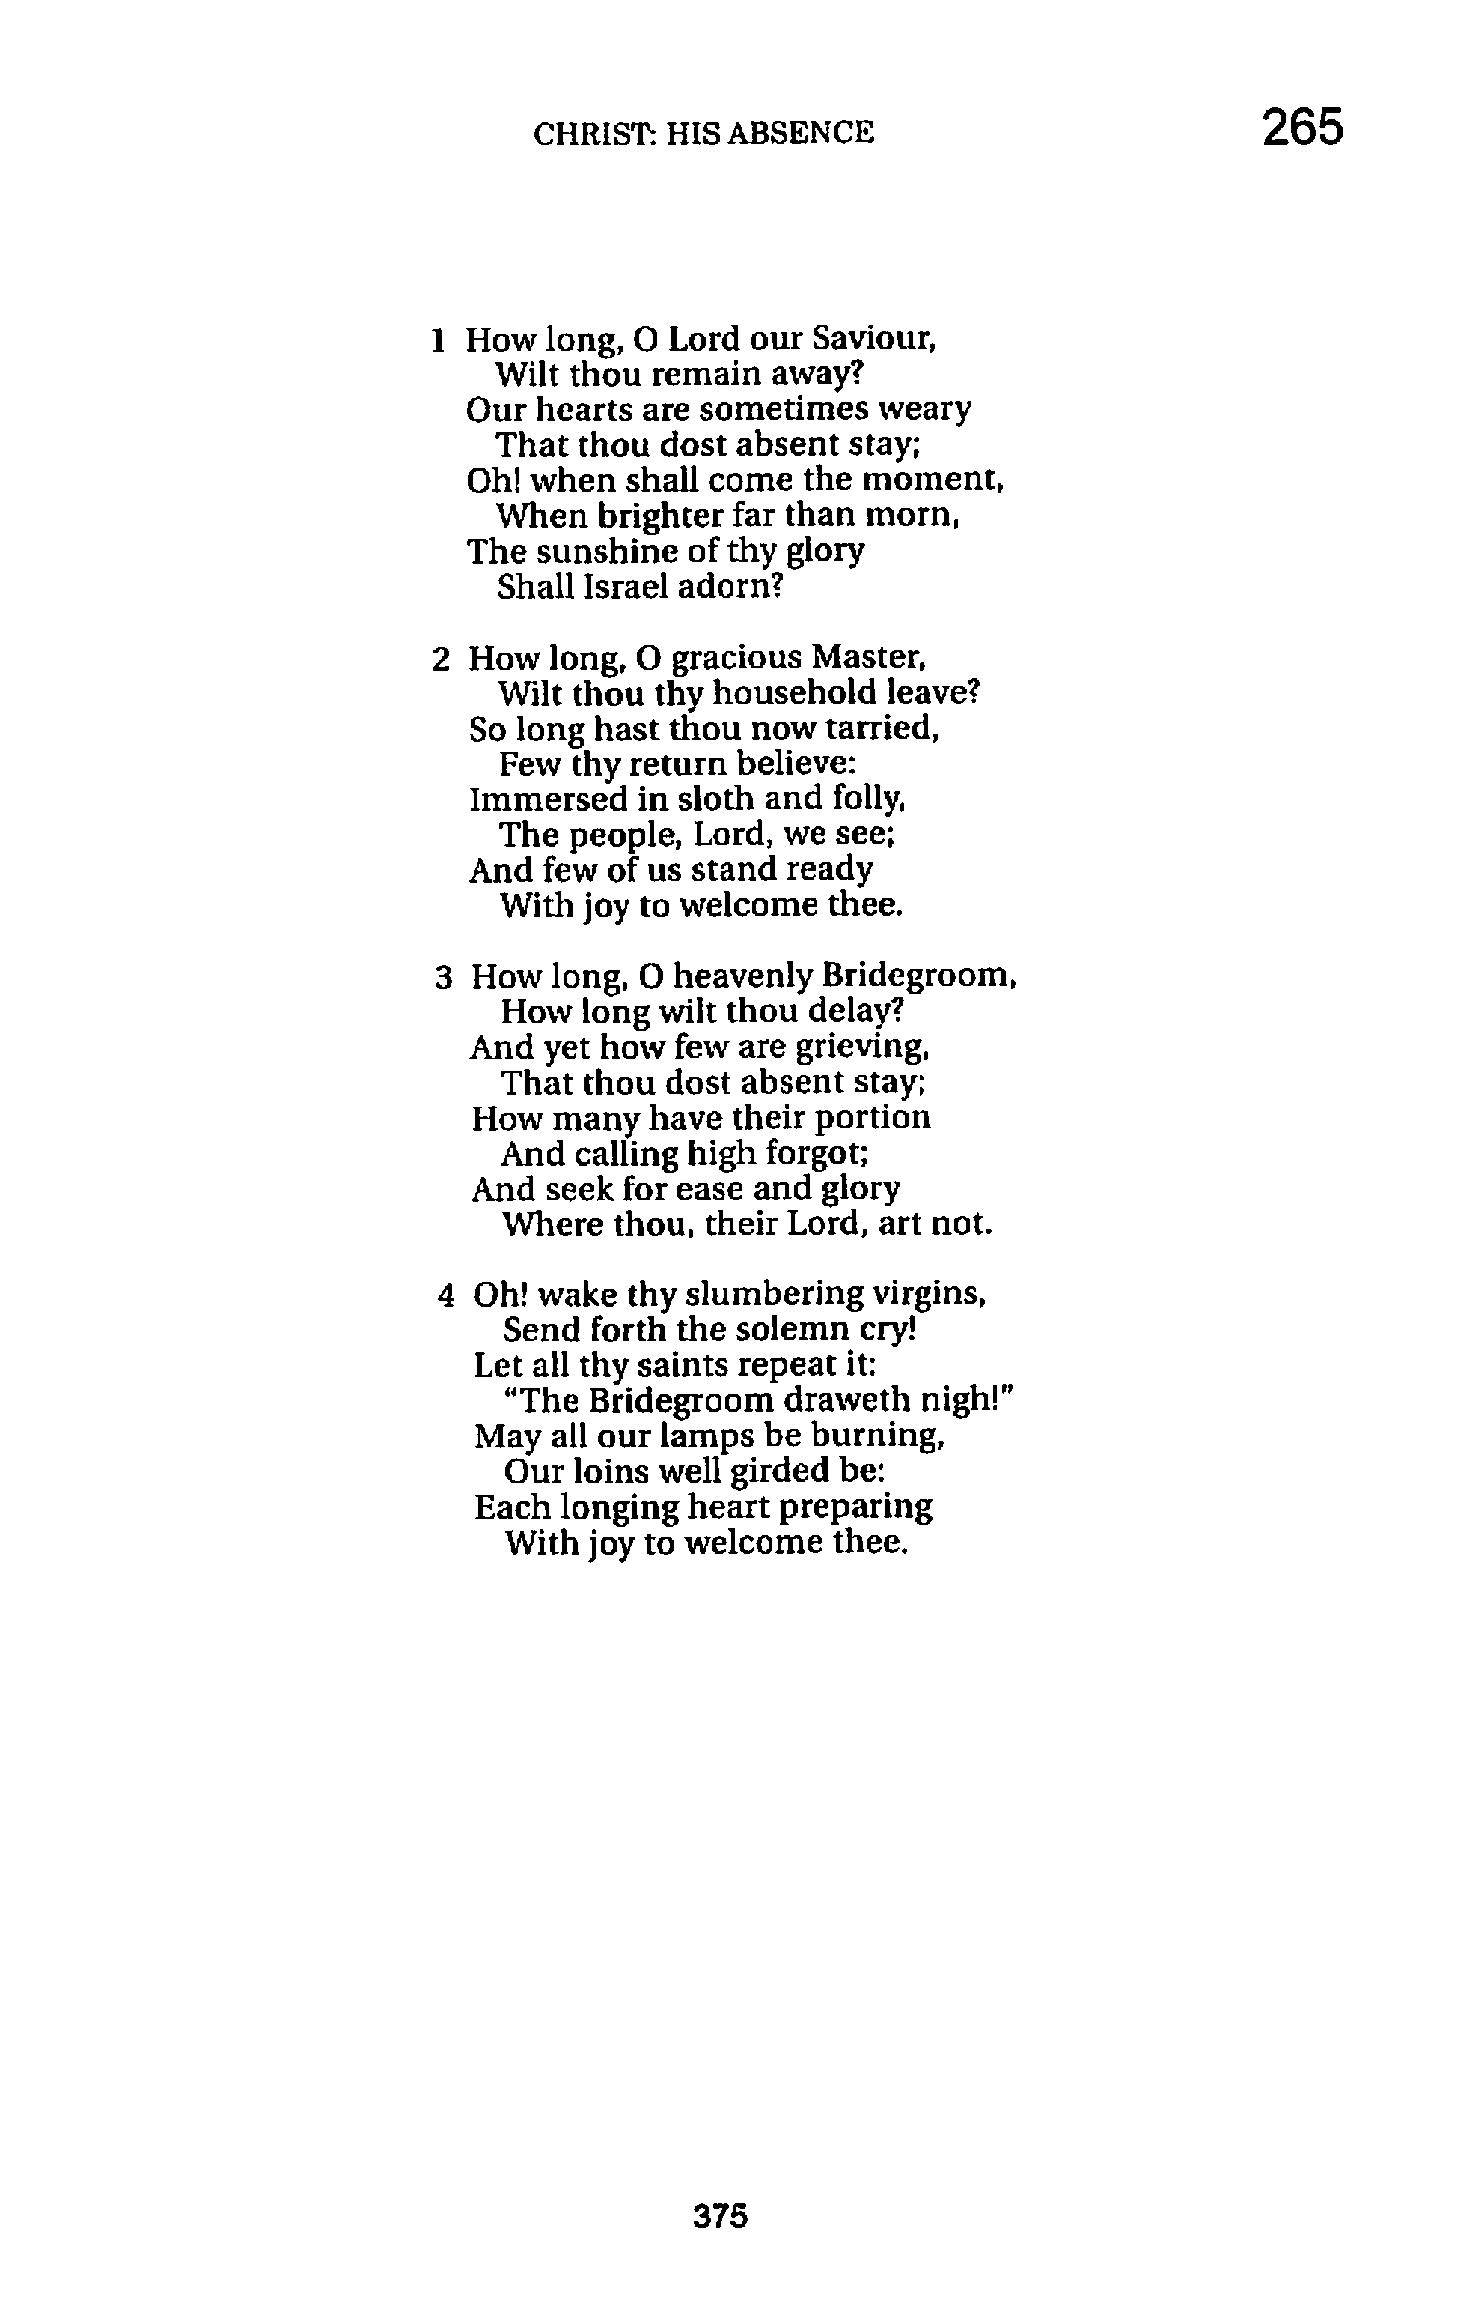 CHRIST: HIS ABSENCE 265
1 How long, O Lord our Saviour,
Wilt thou remain away?
Our hearts are sometimes weary
That thou dost absent stay;
Oh! when shall come the moment,
When brighter far than morn,
The sunshine of thy glory
Shall Israel adorn?
2 How long, O gracious Master,
Wilt thou thy household leave?
So long hast thou now tarried,
Few thy return believe:
Immersed in sloth and folly,
The people, Lord, we see;
And few of us stand ready
With joy to welcome thee.
3 How long, O heavenly Bridegroom,
How long wilt thou delay?
And yet how few are grieving,
That thou dost absent stay;
How many have their portion
And calling high forgot;
And seek for ease and glory
Where thou, their Lord, art not.
4 Oh! wake thy slumbering virgins,
Send forth the solemn cry!
Let all thy saints repeat it:
“The Bridegroom draweth nigh!”
May all our lamps be burning,
Our loins well girded be:
Each longing heart preparing
With joy to welcome thee.
375